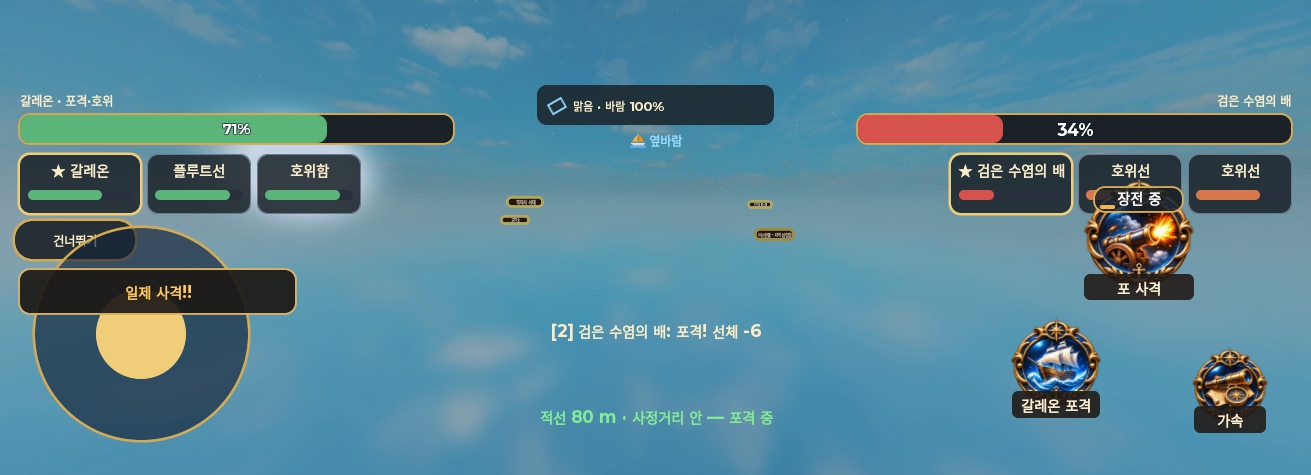 갈레온 · 포격·호위
71%
★ 갈레온
플루트선
호위함
건너뛰기
일제 사격!!
맑음 · 바람 100%
옆바람
[2] 검은 수염의 배: 포격! 선체 -6
적선 80 m · 사정거리 안 — 포격 중
검은 수염의 배
34%
★ 검은 수염의 배
호위선
호위선
장전 중
포 사격
갈레온 포격
가속